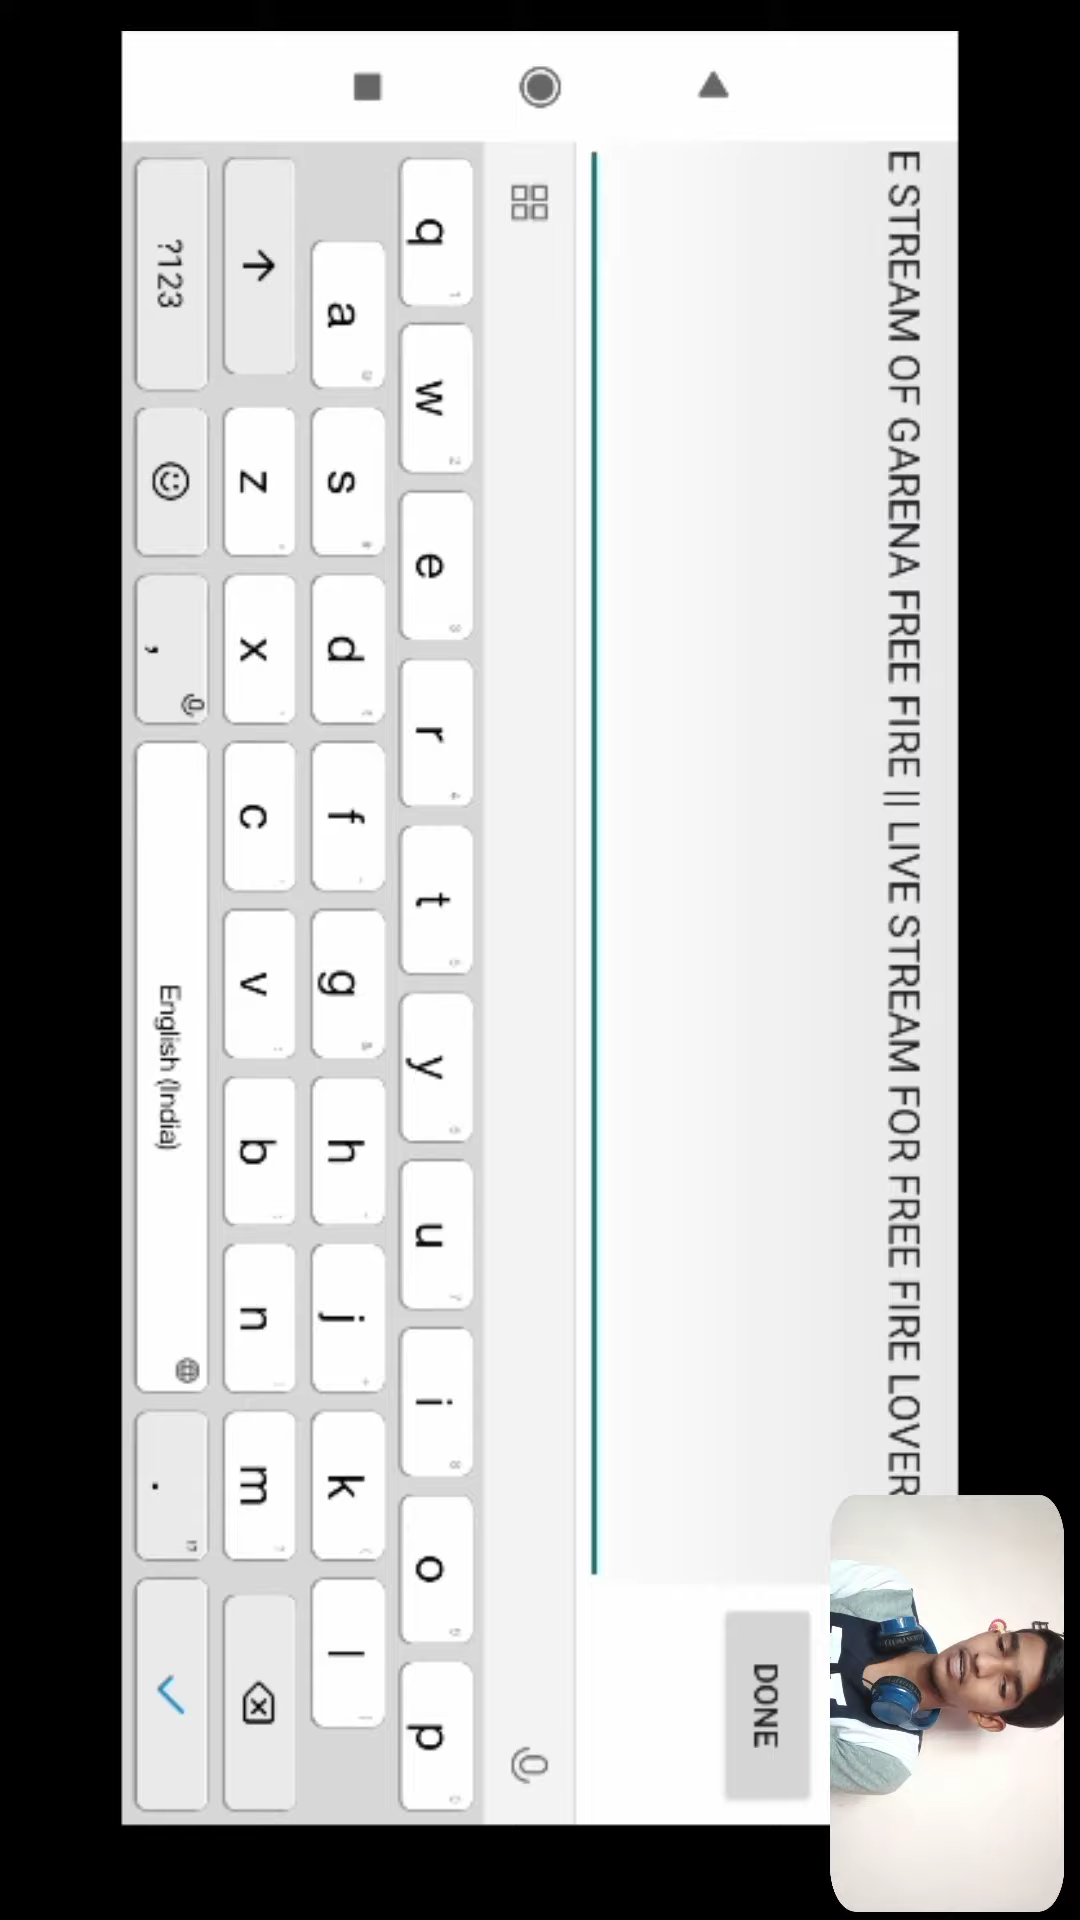 E STREAM OF GARENA FREE FIRE || LIVE STREAM FOR FREE FIRE LOVER
DONE
q w e r t y u i o p
a s d f g h j k l
z x c v b n m
?123 , English (India) .